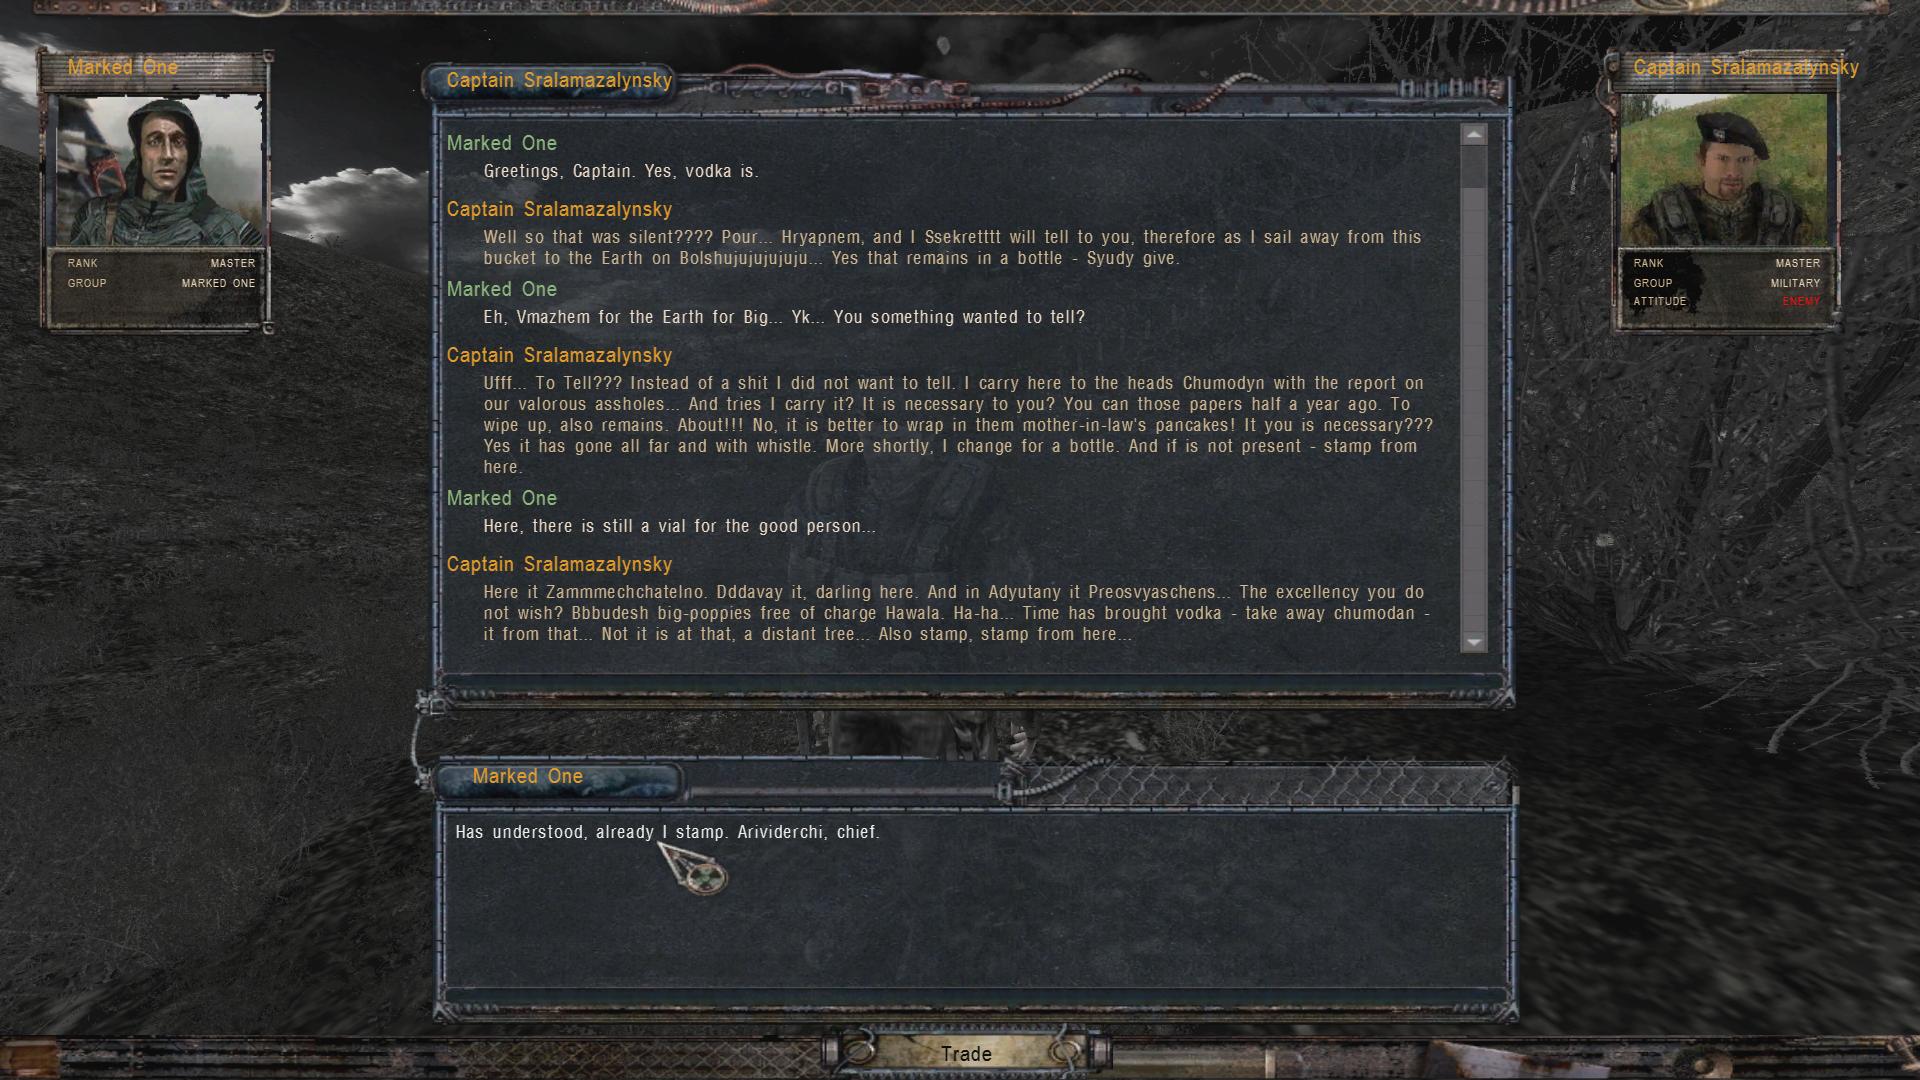 Marked One
Captain Sralamazalynsky
Captain Sralamazalynsky
Marked One
Greetings, Captain. Yes, vodka is.
Captain Sralamazalynsky
Well so that was silent???? Pour... Hryapnem, and I Ssekretttt will tell to you, therefore as I sail away from this
bucket to the Earth on Bolshujujujujuju... Yes that remains in a bottle - Syudy give.
Marked One
Eh, Vmazhem for the Earth for Big... Yk... You something wanted to tell?
Captain Sralamazalynsky
Ufff... To Tell??? Instead of a shit I did not want to tell. I carry here to the heads Chumodyn with the report on
our valorous assholes... And tries I carry it? It is necessary to you? You can those papers half a year ago. To
wipe up, also remains. About!!! No, it is better to wrap in them mother-in-law's pancakes! It you is necessary???
Yes it has gone all far and with whistle. More shortly, I change for a bottle. And if is not present - stamp from
here.
Marked One
Here, there is still a vial for the good person...
Captain Sralamazalynsky
Here it Zammmechchatelno. Dddavay it, darling here. And in Adyutany it Preosvyaschens... The excellency you do
not wish? Bbbudesh big-poppies free of charge Hawala. Ha-ha... Time has brought vodka - take away chumodan -
it from that... Not it is at that, a distant tree... Also stamp, stamp from here...
RANK MASTER
GROUP MARKED ONE
RANK MASTER
GROUP MILITARY
ATTITUDE ENEMY
Marked One
Has understood, already I stamp. Arividerchi, chief.
Trade